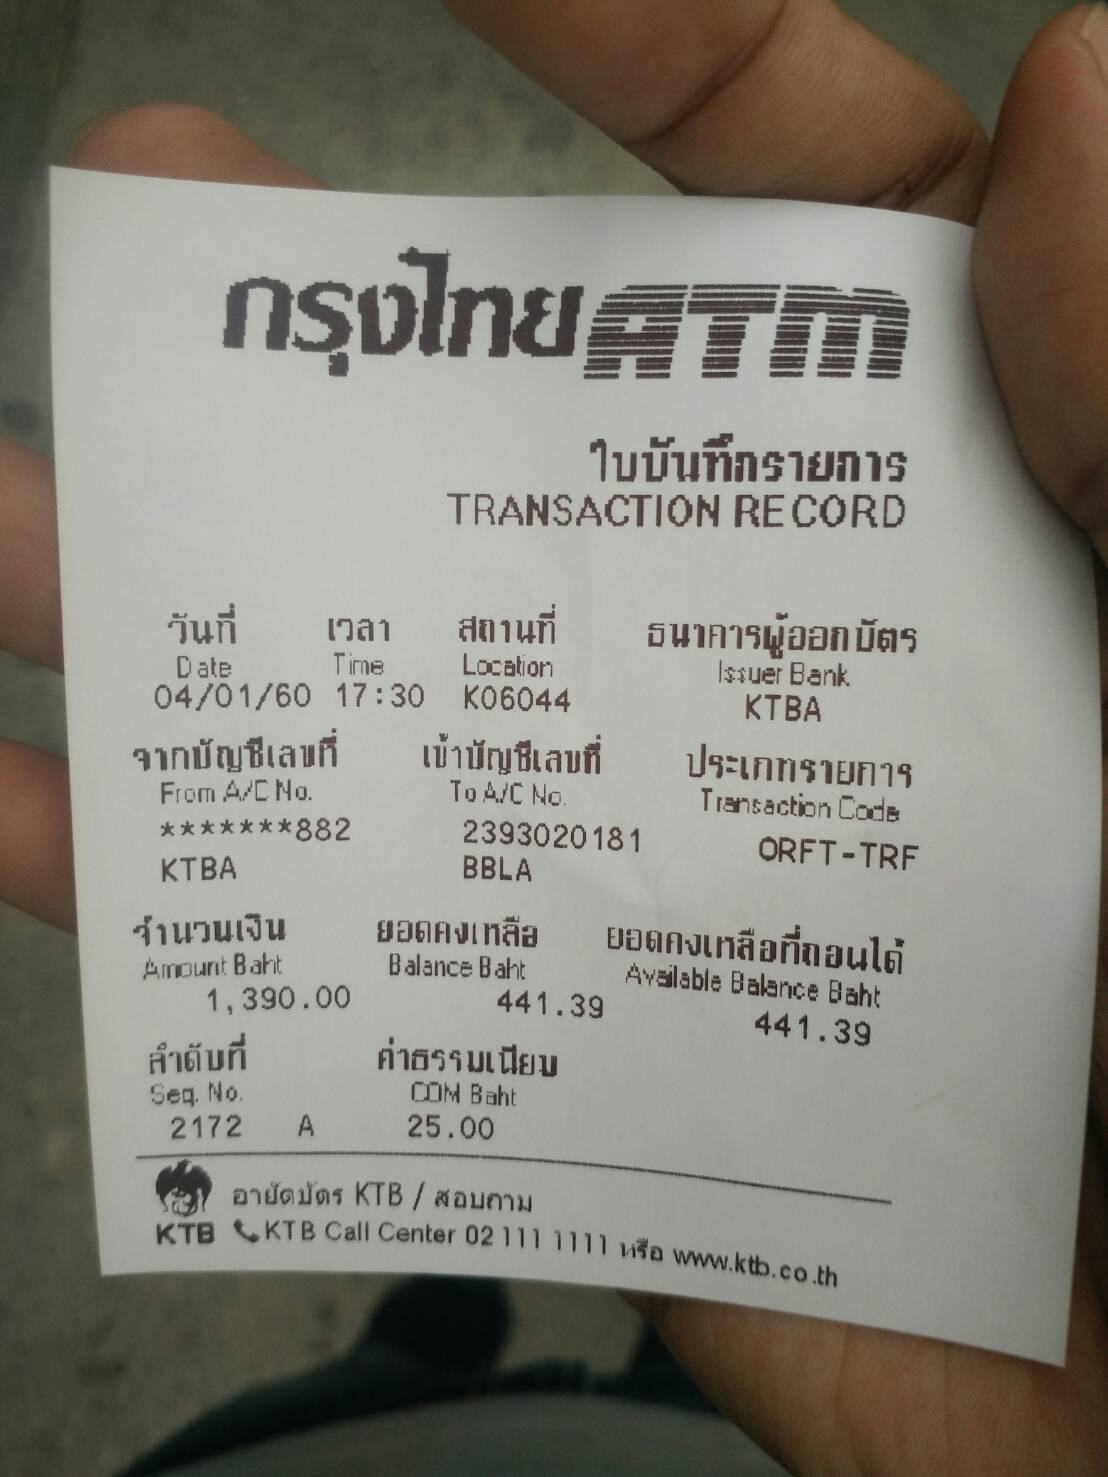 กรุงไทย ATM
ใบบันทึกรายการ
TRANSACTION RECORD
วันที่ เวลา สถานที่ ธนาคารผู้ออกบัตร
Date Time Location Issuer Bank
04/01/60 17:30 K06044 KTBA
จากบัญชีเลขที่ เข้าบัญชีเลขที่ ประเภทรายการ
From A/C No. To A/C No. Transaction Code
*******882 2393020181 ORFT-TRF
KTBA BBLA
จำนวนเงิน ยอดคงเหลือ ยอดคงเหลือที่ถอนได้
Amount Baht Balance Baht Available Balance Baht
1,390.00 441.39 441.39
ลำดับที่ ค่าธรรมเนียม
Seq. No. COM Baht
2172 A 25.00
อายัดบัตร KTB / สอบถาม
KTB KTB Call Center 02 111 1111 หรือ www.ktb.co.th